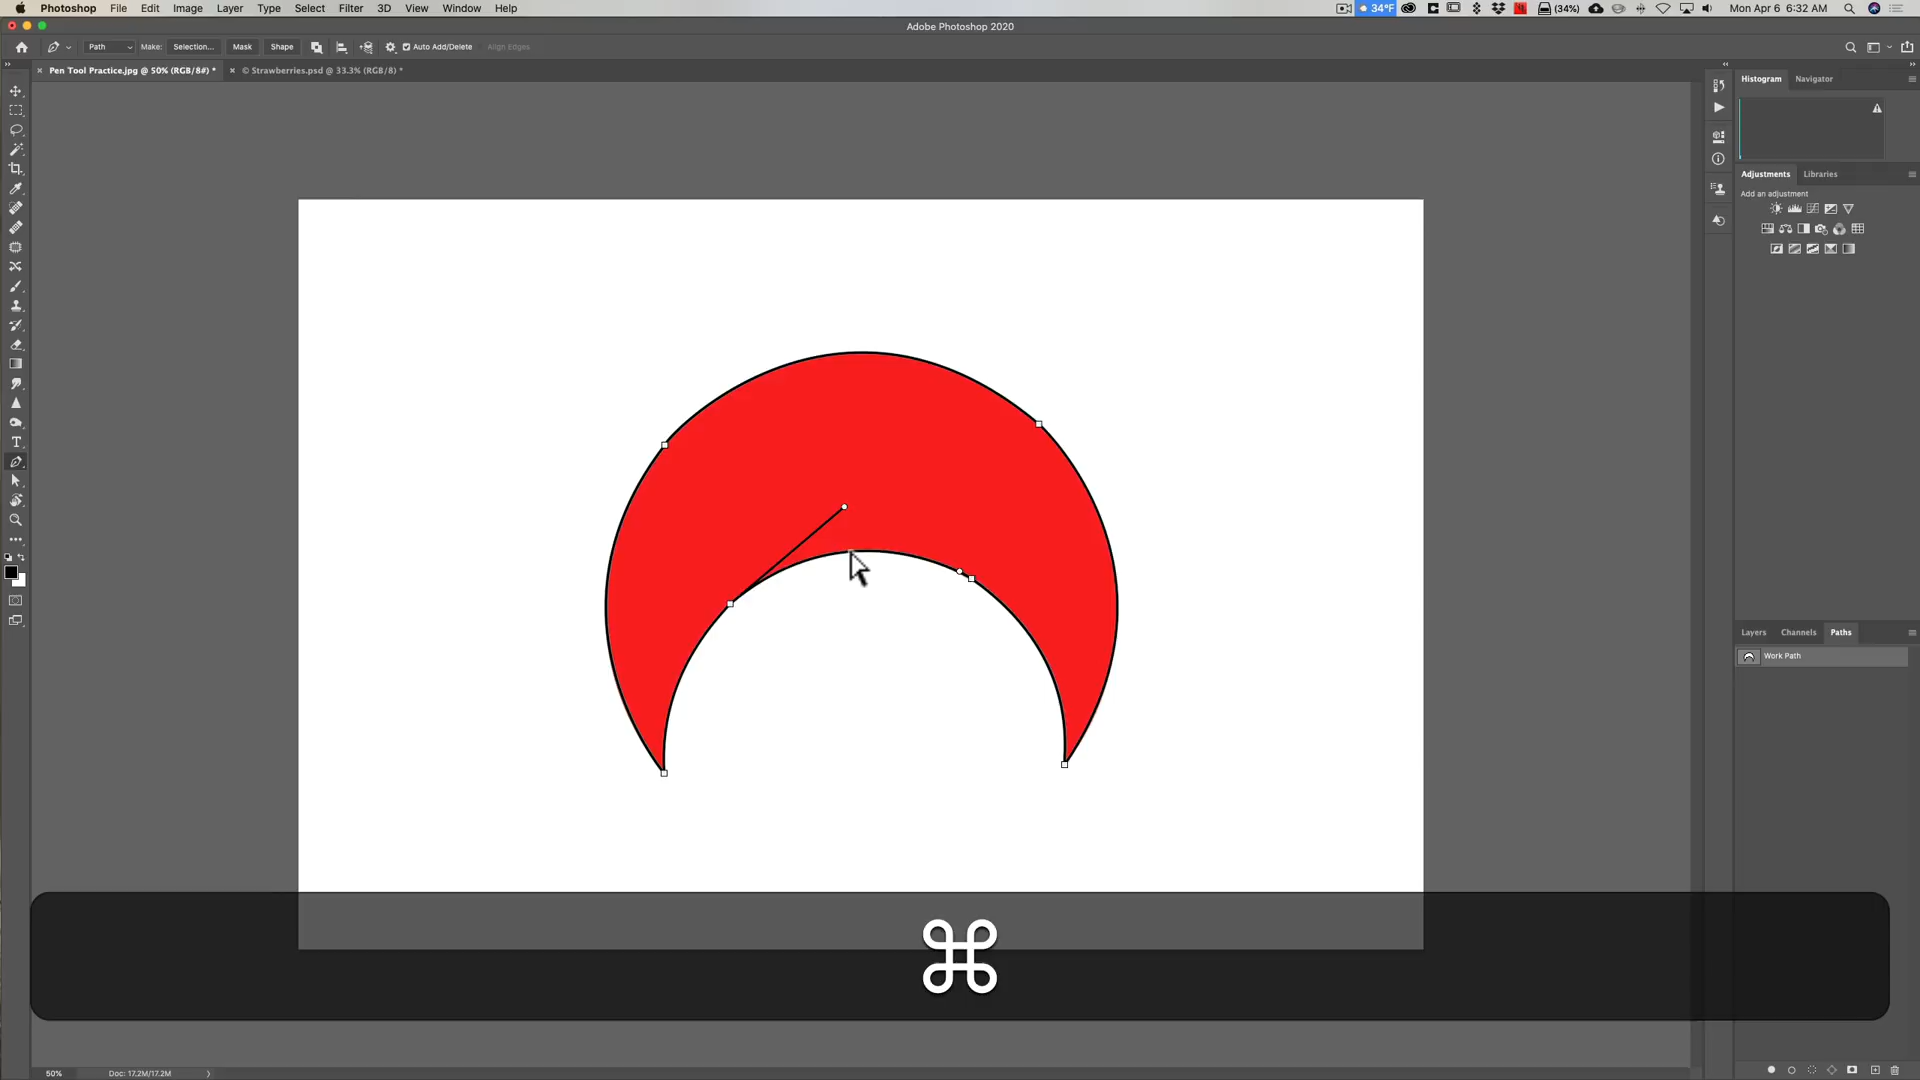 Photoshop File Edit Image Layer Type Select Filter 3D View Window Help 34°F (34%) Mon Apr 6 6:32 AM
Adobe Photoshop 2020
Path Make: Selection... Mask Shape Auto Add/Delete Align Edges
Pen Tool Practice.jpg @ 50% (RGB/8#) * © Strawberries.psd @ 33.3% (RGB/8) *
Histogram Navigator
Adjustments Libraries
Add an adjustment
Layers Channels Paths
Work Path
⌘
50% Doc: 17.2M/17.2M